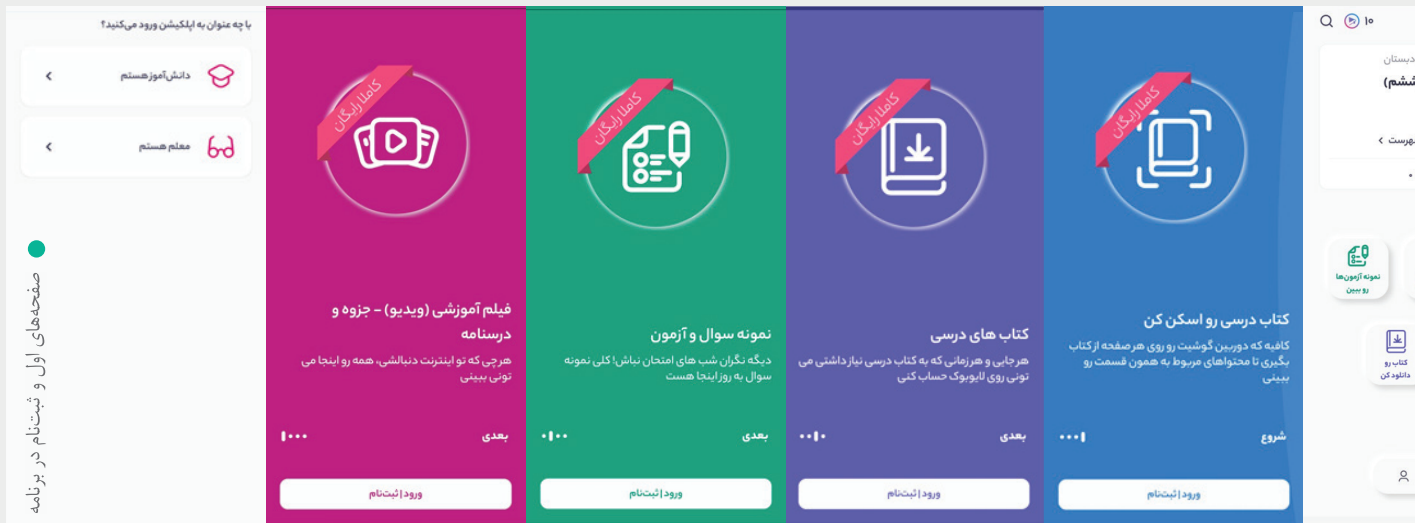 با چه عنوان به اپلیکیشن ورود می‌کنید؟
دانش‌آموز هستم
معلم هستم
صفحه‌های اول و ثبت‌نام در برنامه
کاملا رایگان
فیلم آموزشی (ویدیو) - جزوه و
درسنامه
هرچی که تو اینترنت دنبالشی، همه رو اینجا می
تونی ببینی
بعدی
ورود | ثبت‌نام
کاملا رایگان
نمونه سوال و آزمون
دیگه نگران شب های امتحان نباش! کلی نمونه
سوال به روز اینجا هست
بعدی
ورود | ثبت‌نام
کاملا رایگان
کتاب های درسی
هرجایی و هرزمانی که به کتاب درسی نیاز داشتی می
تونی روی لایوبوک حساب کنی
بعدی
ورود | ثبت‌نام
کاملا رایگان
کتاب درسی رو اسکن کن
کافیه که دوربین گوشیت رو روی هر صفحه از کتاب
بگیری تا محتواهای مربوط به همون قسمت رو
ببینی
شروع
ورود | ثبت‌نام
۱۰
دبستان
ششم)
نمونه آزمون‌ها
رو ببین
کتاب رو
دانلود کن